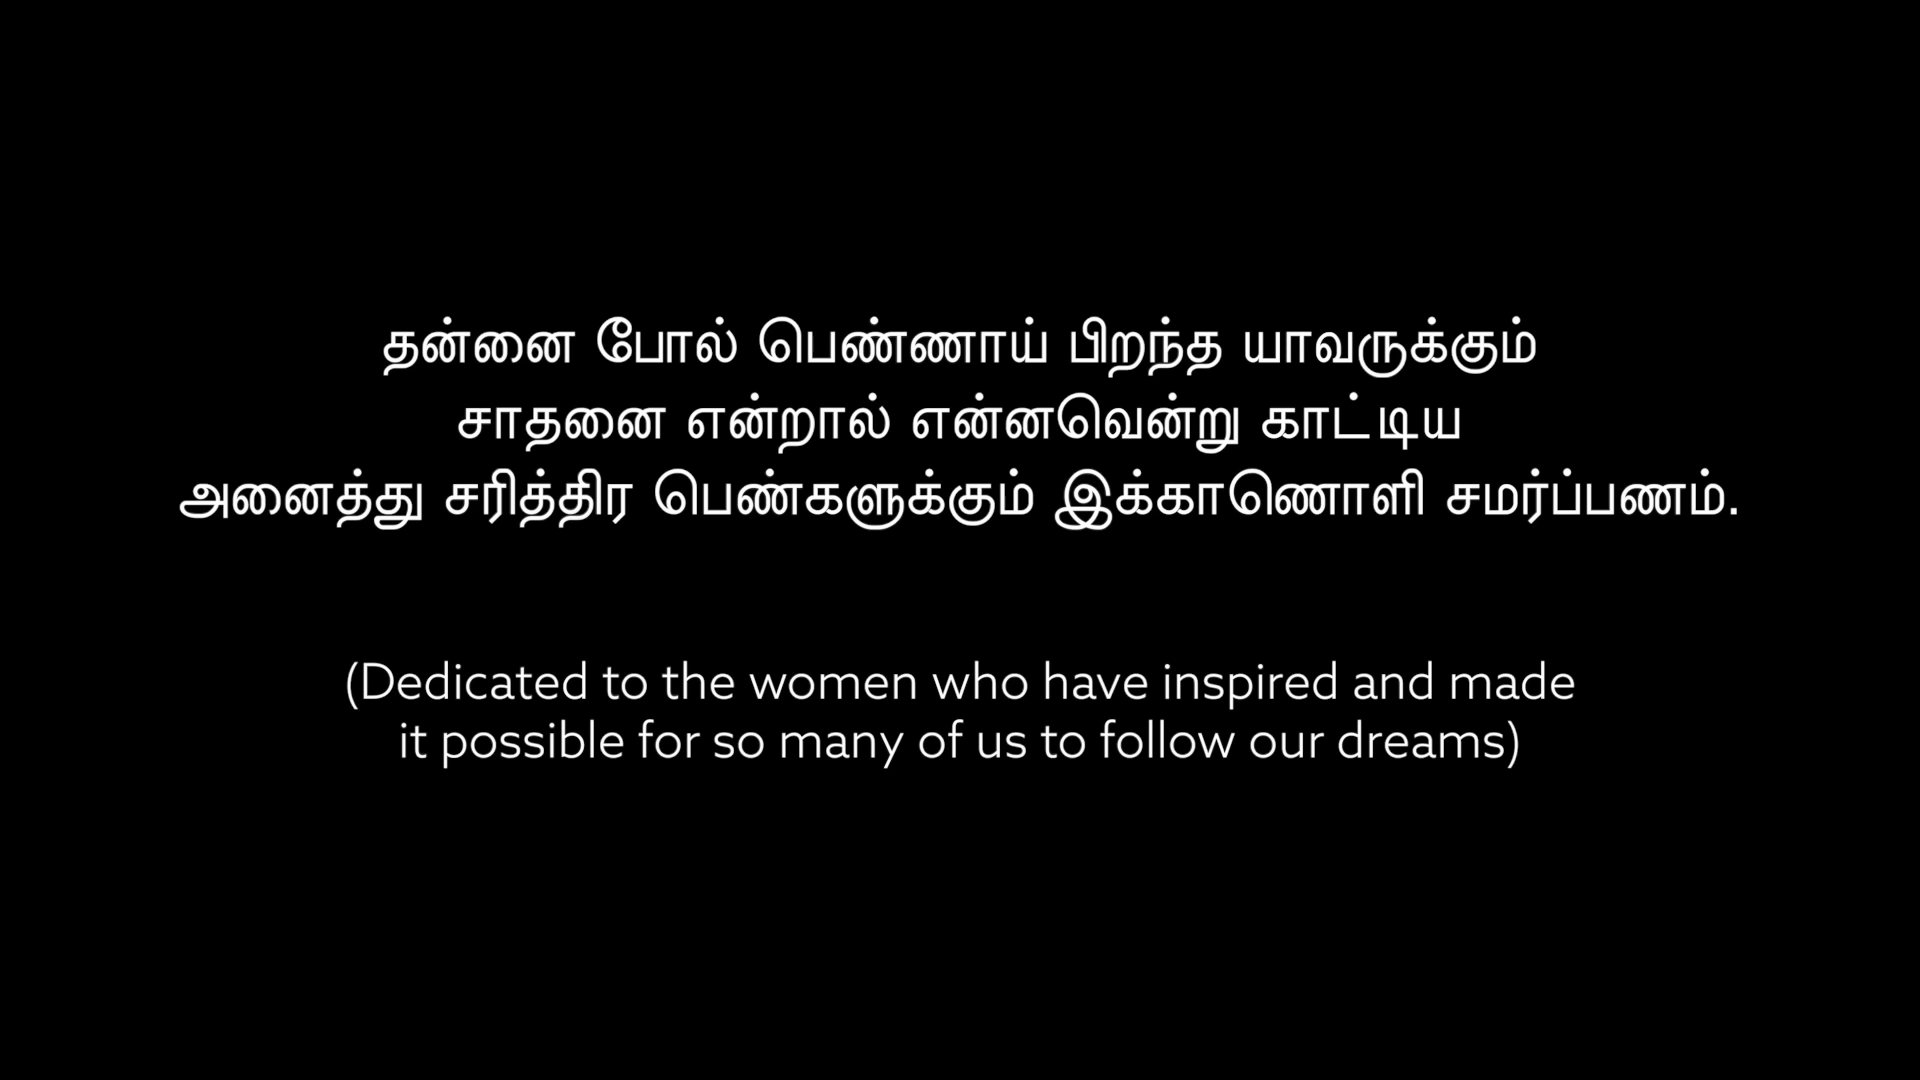 தன்னை போல் பெண்ணாய் பிறந்த யாவருக்கும்
சாதனை என்றால் என்னவென்று காட்டிய
அனைத்து சரித்திர பெண்களுக்கும் இக்காணொளி சமர்ப்பணம்.
(Dedicated to the women who have inspired and made
it possible for so many of us to follow our dreams)